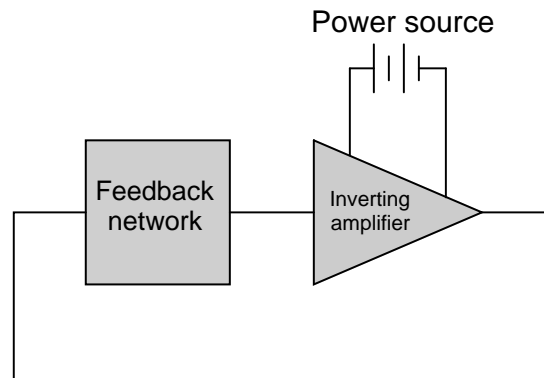 Power source
Feedback
network
Inverting
amplifier